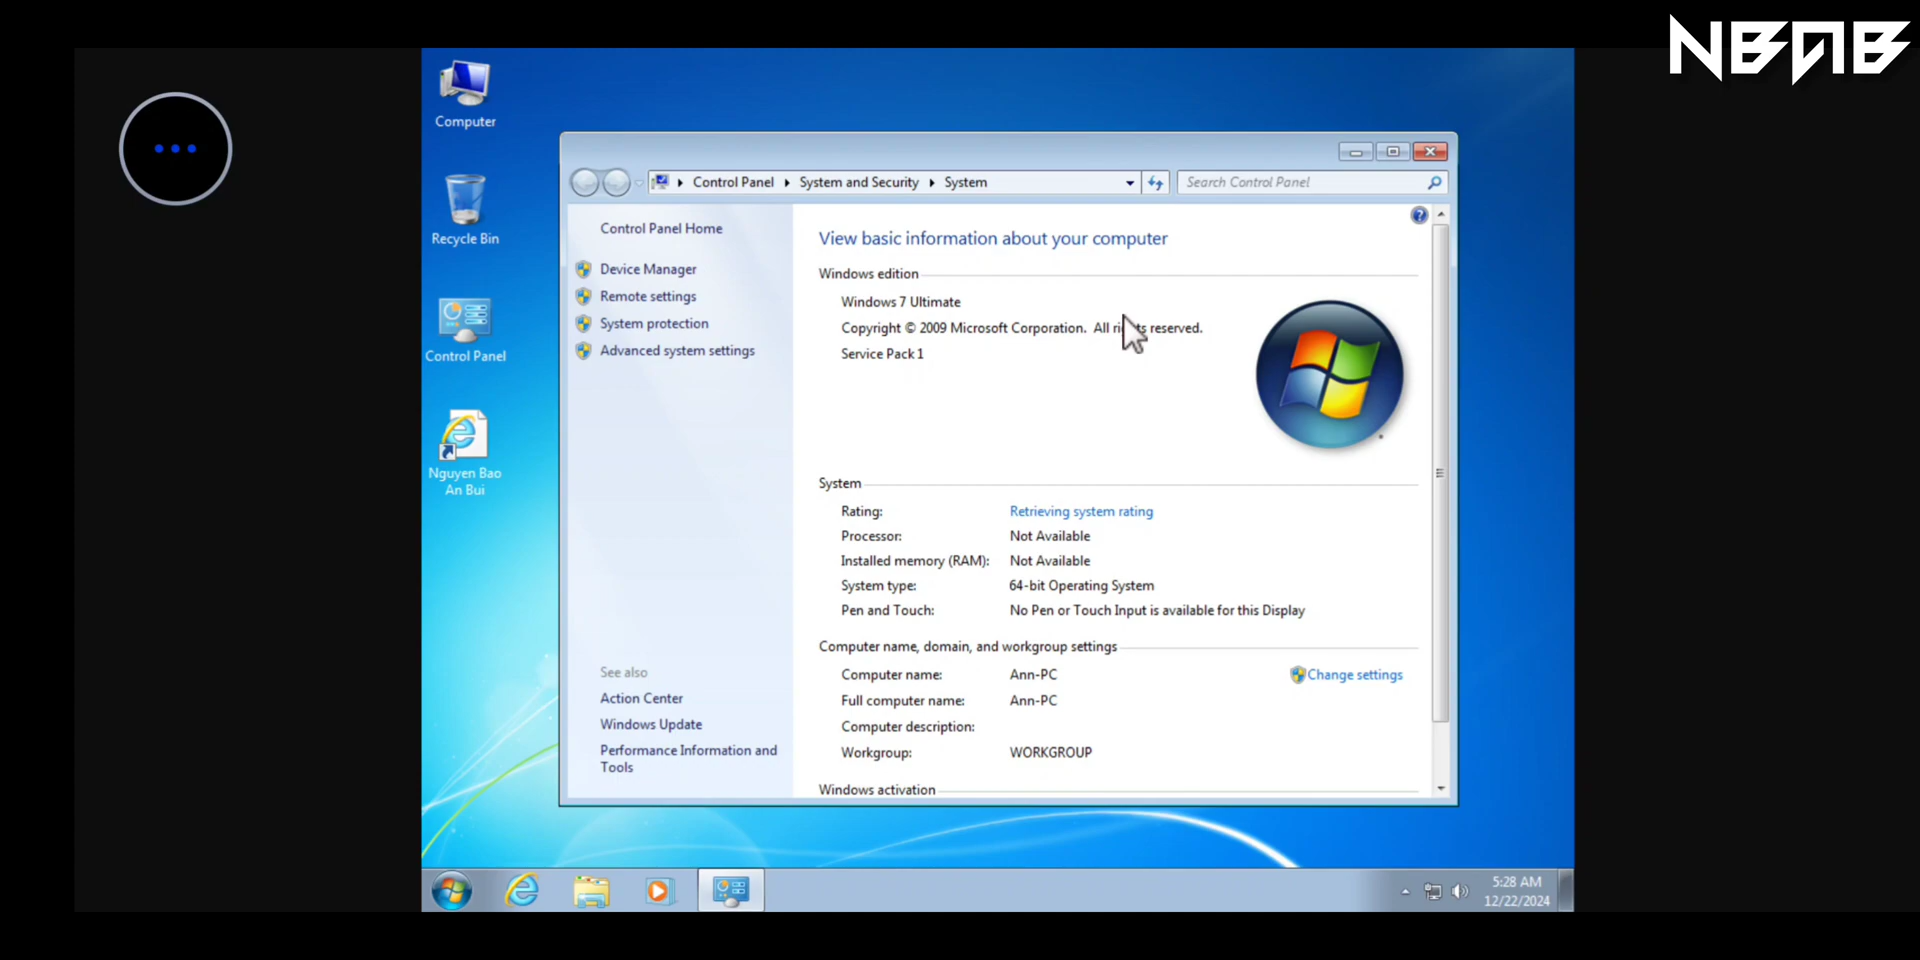 NBAB
Computer
Recycle Bin
Control Panel
Nguyen Bao
An Bui
Control Panel
System and Security
System
Search Control Panel
Control Panel Home
Device Manager
Remote settings
System protection
Advanced system settings
See also
Action Center
Windows Update
Performance Information and
Tools
View basic information about your computer
Windows edition
Windows 7 Ultimate
Copyright © 2009 Microsoft Corporation. All rights reserved.
Service Pack 1
System
Rating: Retrieving system rating
Processor: Not Available
Installed memory (RAM): Not Available
System type: 64-bit Operating System
Pen and Touch: No Pen or Touch Input is available for this Display
Computer name, domain, and workgroup settings
Computer name: Ann-PC Change settings
Full computer name: Ann-PC
Computer description:
Workgroup: WORKGROUP
Windows activation
5:28 AM
12/22/2024